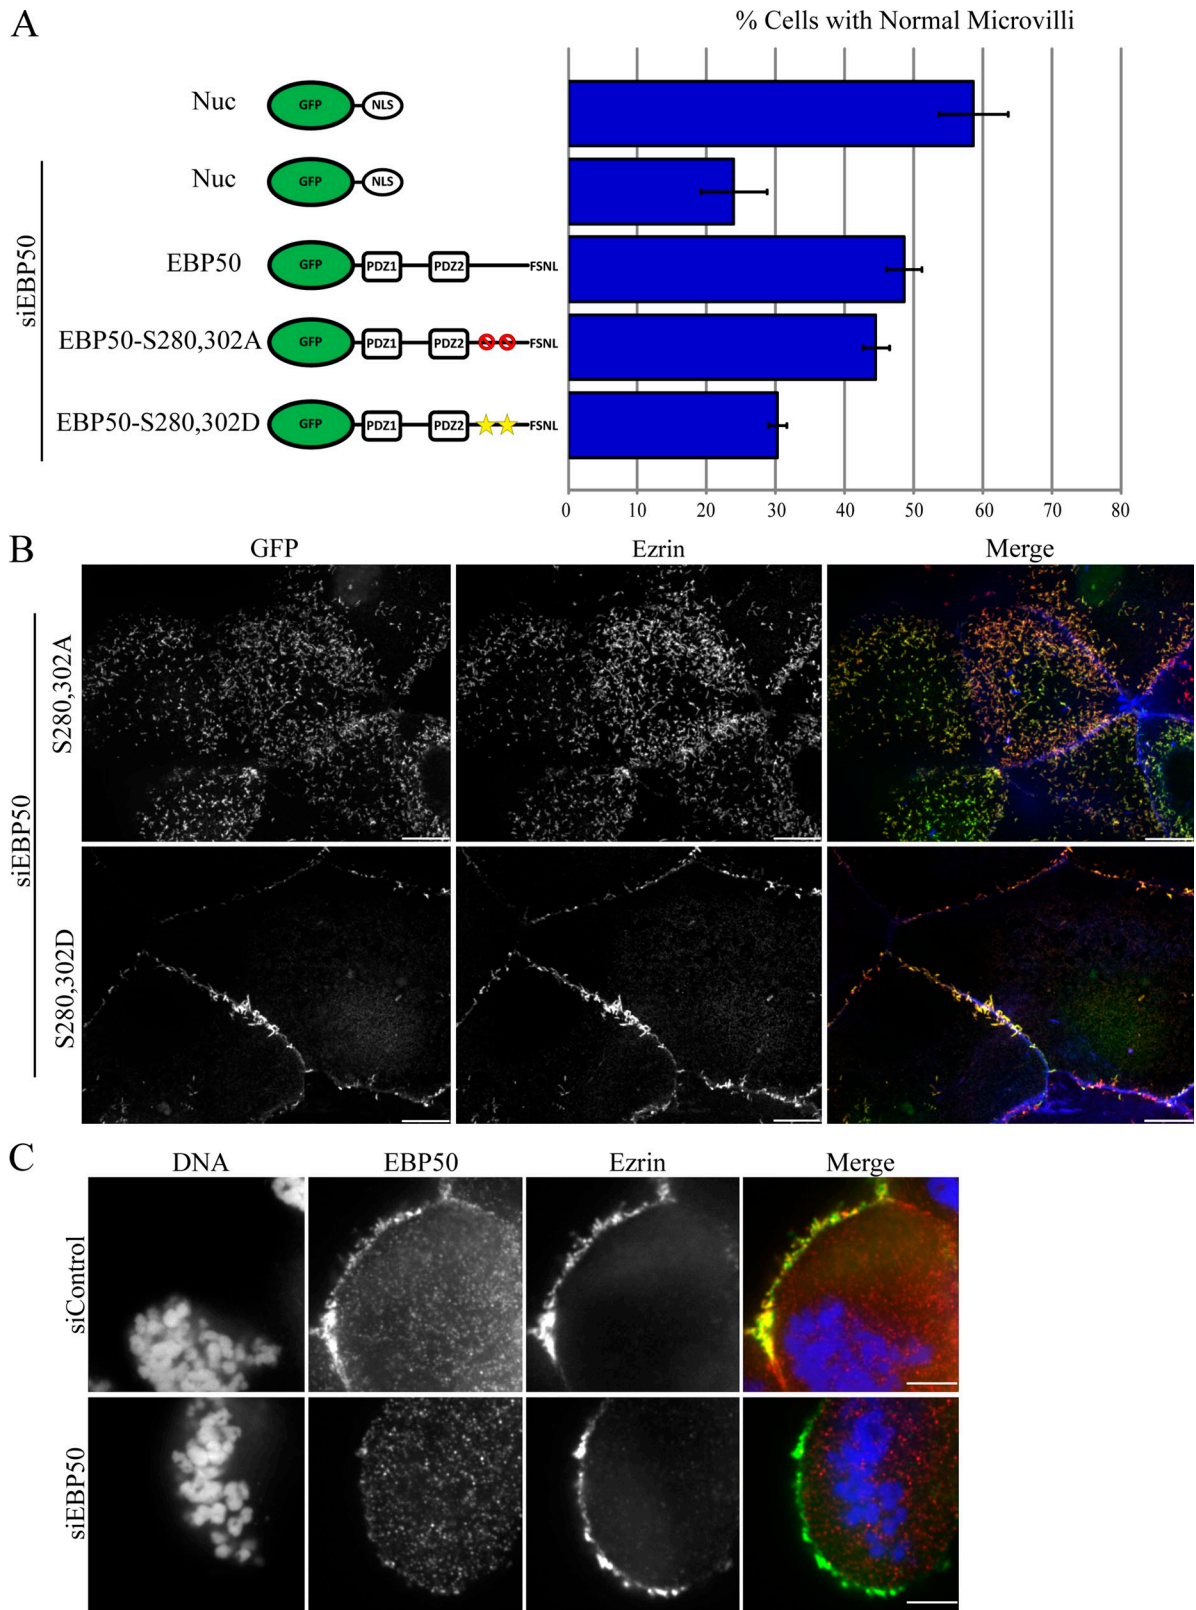 A
% Cells with Normal Microvilli
Nuc
GFP
NLS
Nuc
GFP
NLS
siEBP50
EBP50
GFP
PDZ1
PDZ2
FSNL
EBP50-S280,302A
GFP
PDZ1
PDZ2
FSNL
EBP50-S280,302D
GFP
PDZ1
PDZ2
FSNL
0 10 20 30 40 50 60 70 80
B
GFP Ezrin Merge
siEBP50
S280,302A
S280,302D
C
DNA EBP50 Ezrin Merge
siControl
siEBP50